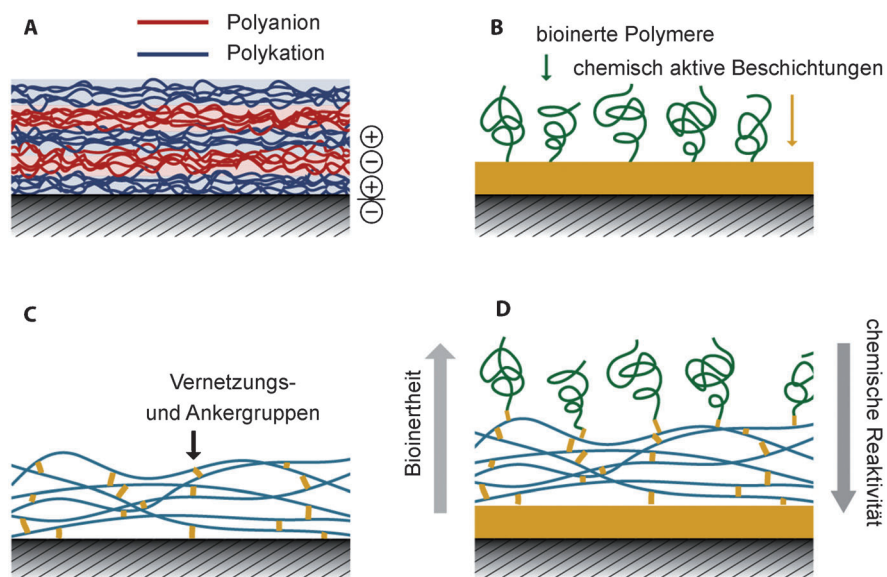 A
Polyanion
Polykation
+
−
+
−
B
bioinerte Polymere
chemisch aktive Beschichtungen
C
Vernetzungs-
und Ankergruppen
D
Bioinertheit
chemische Reaktivität